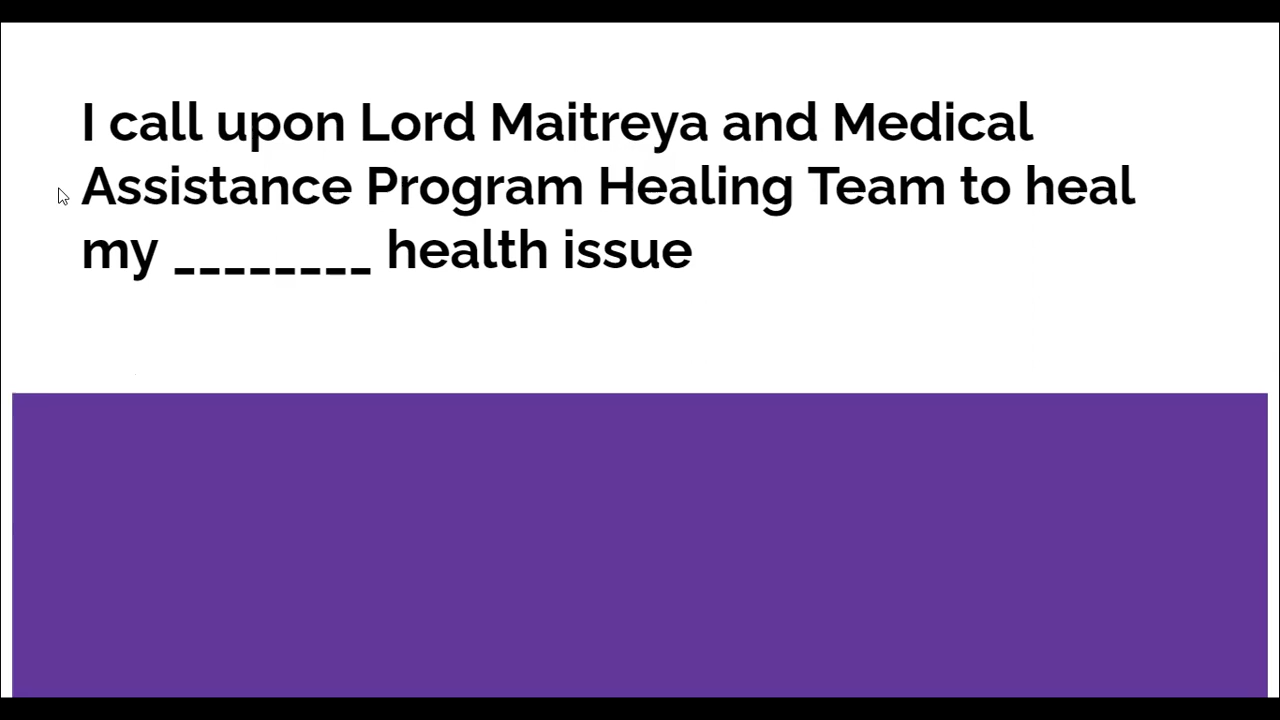 I call upon Lord Maitreya and Medical
Assistance Program Healing Team to heal
my ________ health issue